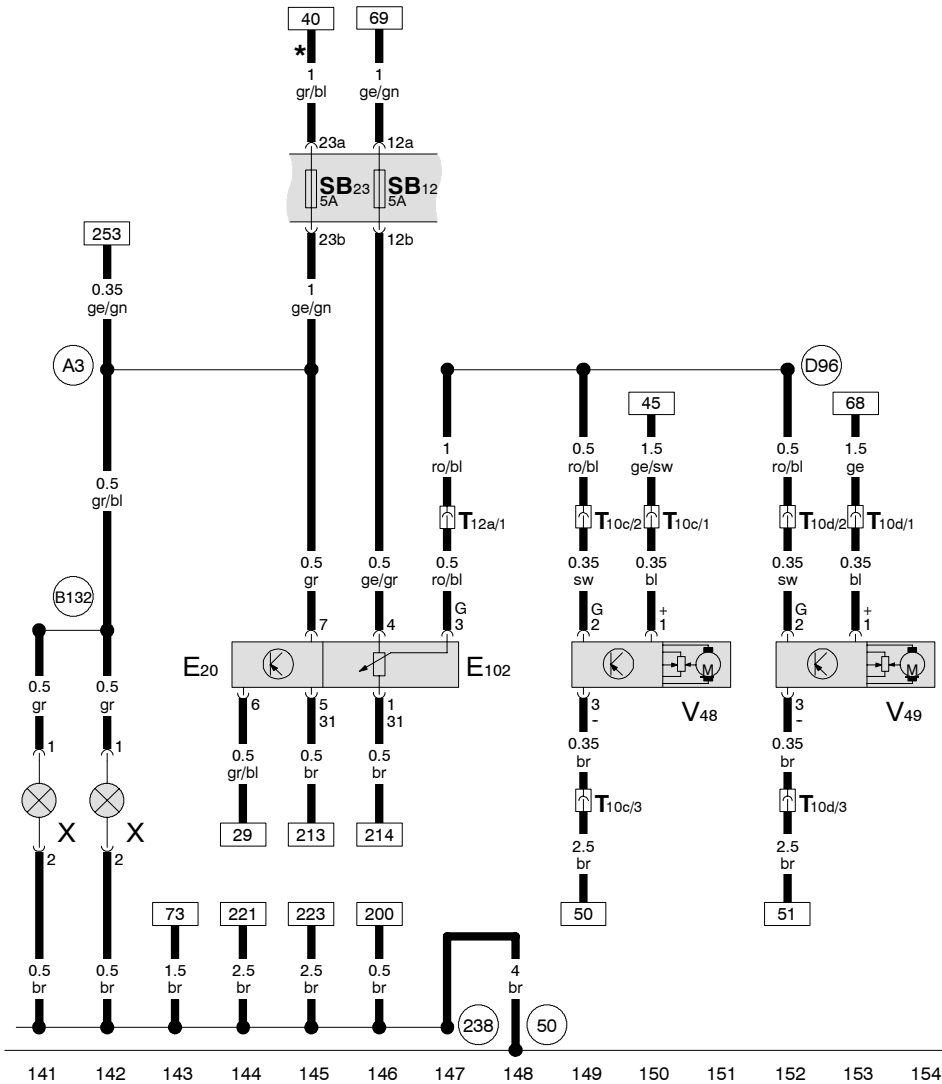 40 69
*
1 1
gr/bl ge/gn
23a 12a
SB23 SB12
5A 5A
23b 12b
253
0.35 1
ge/gn ge/gn
A3 D96
45 68
1 0.5 1.5 0.5 1.5
ro/bl ro/bl ge/sw ro/bl ge
0.5
gr/bl
T12a/1 T10c/2 T10c/1 T10d/2 T10d/1
0.5 0.5 0.5 0.35 0.35 0.35 0.35
gr ge/gr ro/bl sw bl sw bl
B132
G G + G +
7 4 3 2 1 2 1
E20 E102 M M
0.5 0.5
gr gr
6 5 1 3 3
31 31 - -
V48 V49
1 1
0.5 0.5 0.5 0.35 0.35
gr/bl br br br br
X X
T10c/3 T10d/3
29 213 214
2 2
2.5 2.5
br br
73 221 223 200 50 51
0.5 0.5 1.5 2.5 2.5 0.5 4
br br br br br br br
238 50
141 142 143 144 145 146 147 148 149 150 151 152 153 154